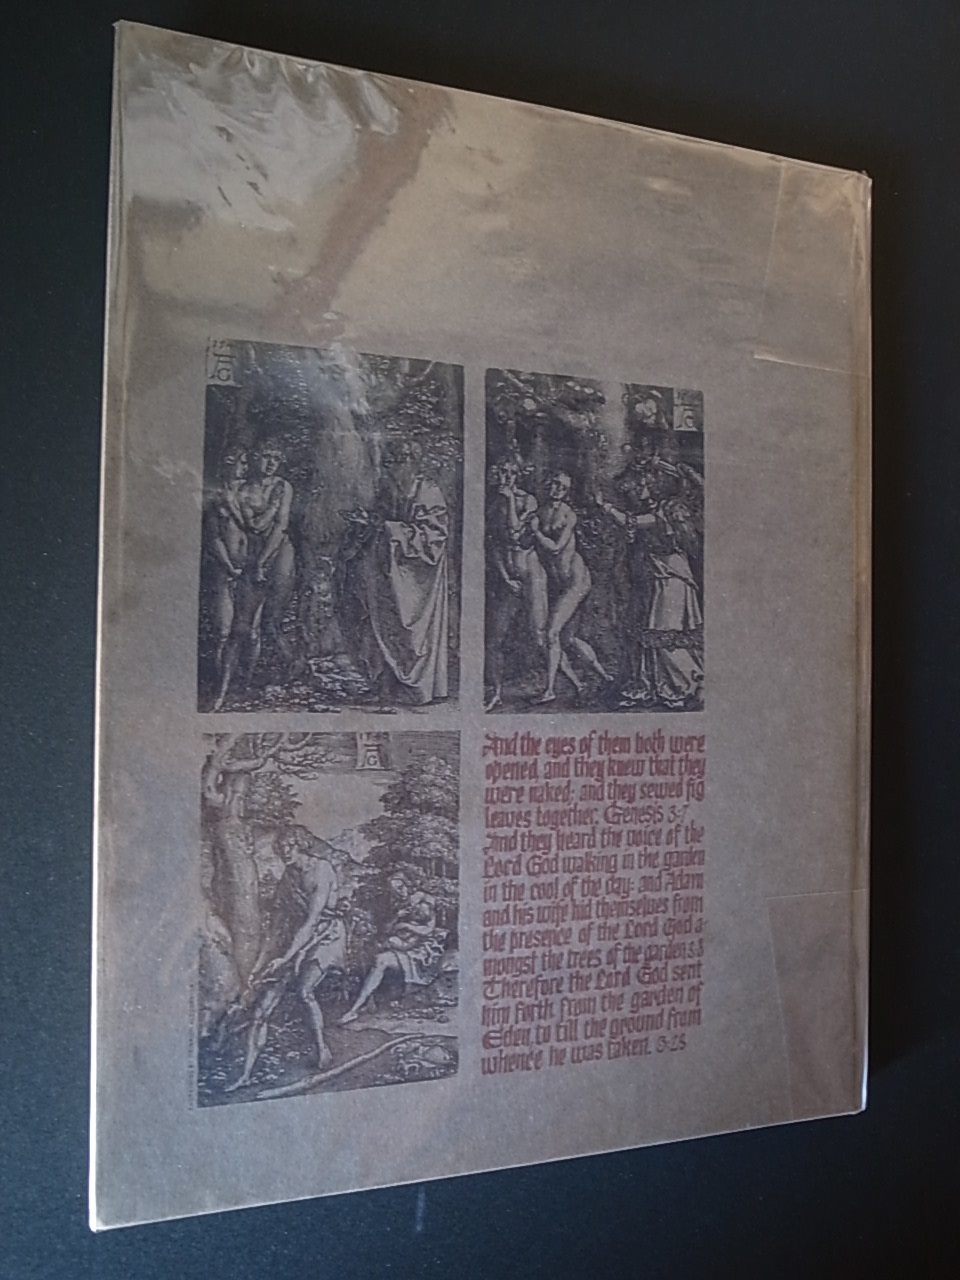 AG
AG
AG
And the eyes of them both were
opened, and they knew that they
were naked; and they sewed fig
leaves together. Genesis 3·7
And they heard the voice of the
Lord God walking in the garden
in the cool of the day: and Adam
and his wife hid themselves from
the presence of the Lord God a-
mongst the trees of the garden 3·8
Therefore the Lord God sent
him forth from the garden of
Eden, to till the ground from
whence he was taken. 3·23